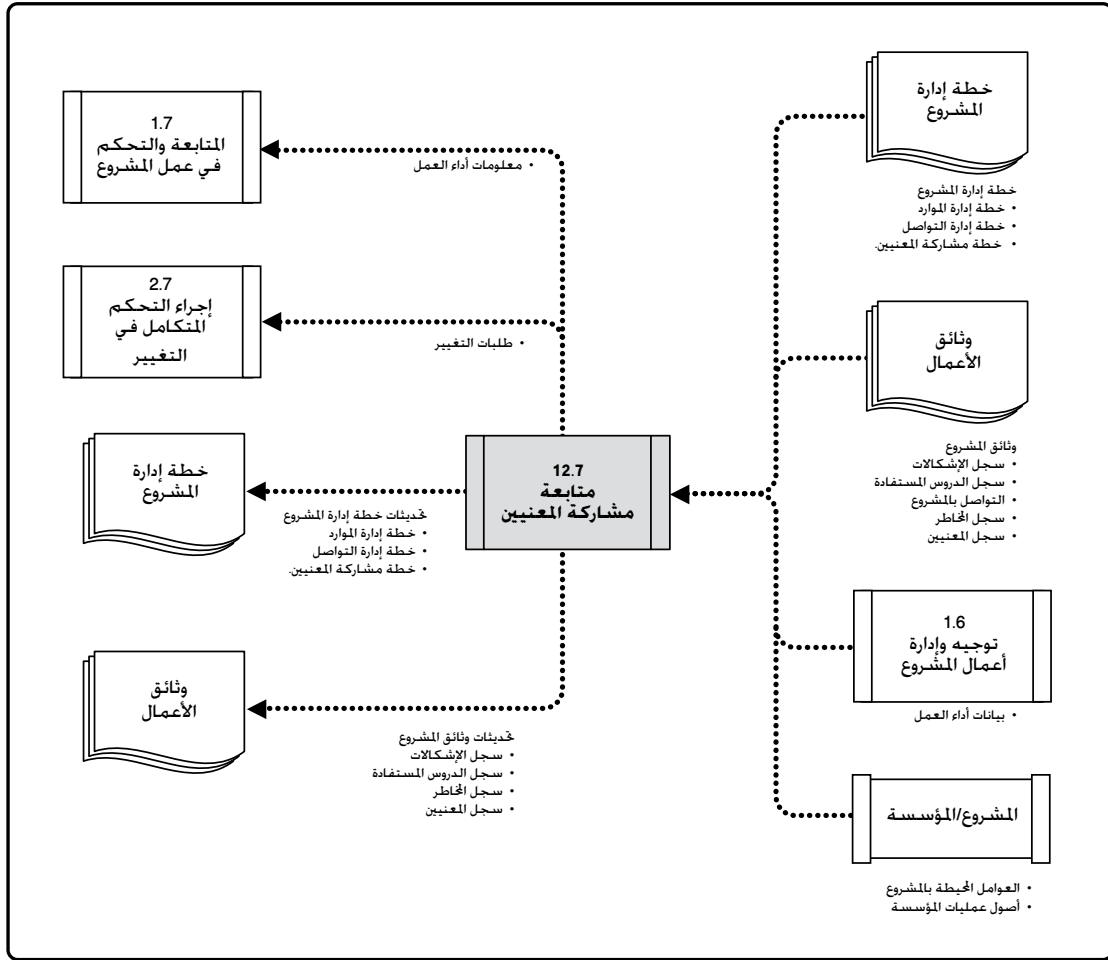 خطة إدارة
المشروع
خطة إدارة المشروع
• خطة إدارة الموارد
• خطة إدارة التواصل
• خطة مشاركة المعنيين.
وثائق
الأعمال
وثائق المشروع
• سجل الإشكالات
• سجل الدروس المستفادة
• التواصل بالمشروع
• سجل المخاطر
• سجل المعنيين
1.6
توجيه وإدارة
أعمال المشروع
• بيانات أداء العمل
المشروع/المؤسسة
• العوامل المحيطة بالمشروع
• أصول عمليات المؤسسة
12.7
متابعة
مشاركة المعنيين
1.7
المتابعة والتحكم
في عمل المشروع
• معلومات أداء العمل
2.7
إجراء التحكم
المتكامل في
التغيير
• طلبات التغيير
خطة إدارة
المشروع
تحديثات خطة إدارة المشروع
• خطة إدارة الموارد
• خطة إدارة التواصل
• خطة مشاركة المعنيين.
وثائق
الأعمال
تحديثات وثائق المشروع
• سجل الإشكالات
• سجل الدروس المستفادة
• سجل المخاطر
• سجل المعنيين